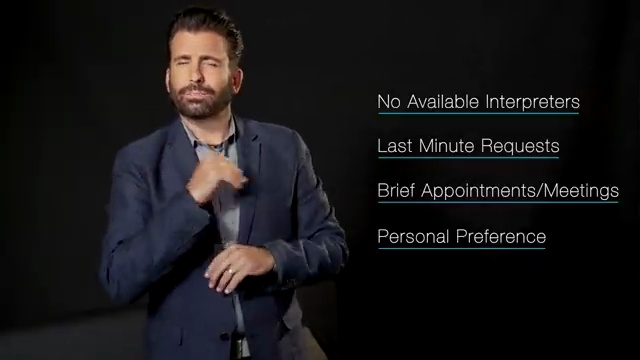 No Available Interpreters
Last Minute Requests
Brief Appointments/Meetings
Personal Preference